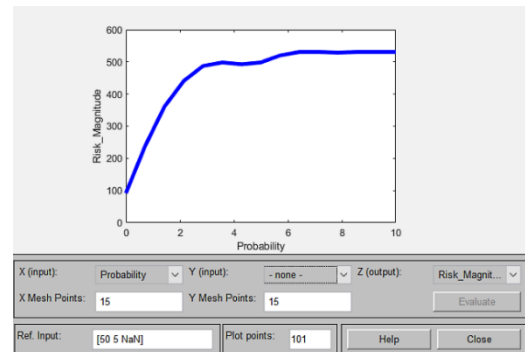 600
500
400
300
200
100
0
Risk_Magnitude
0 2 4 6 8 10
Probability
X (input): Probability Y (input): - none - Z (output): Risk_Magnit...
X Mesh Points: 15 Y Mesh Points: 15 Evaluate
Ref. Input: [50 5 NaN] Plot points: 101 Help Close